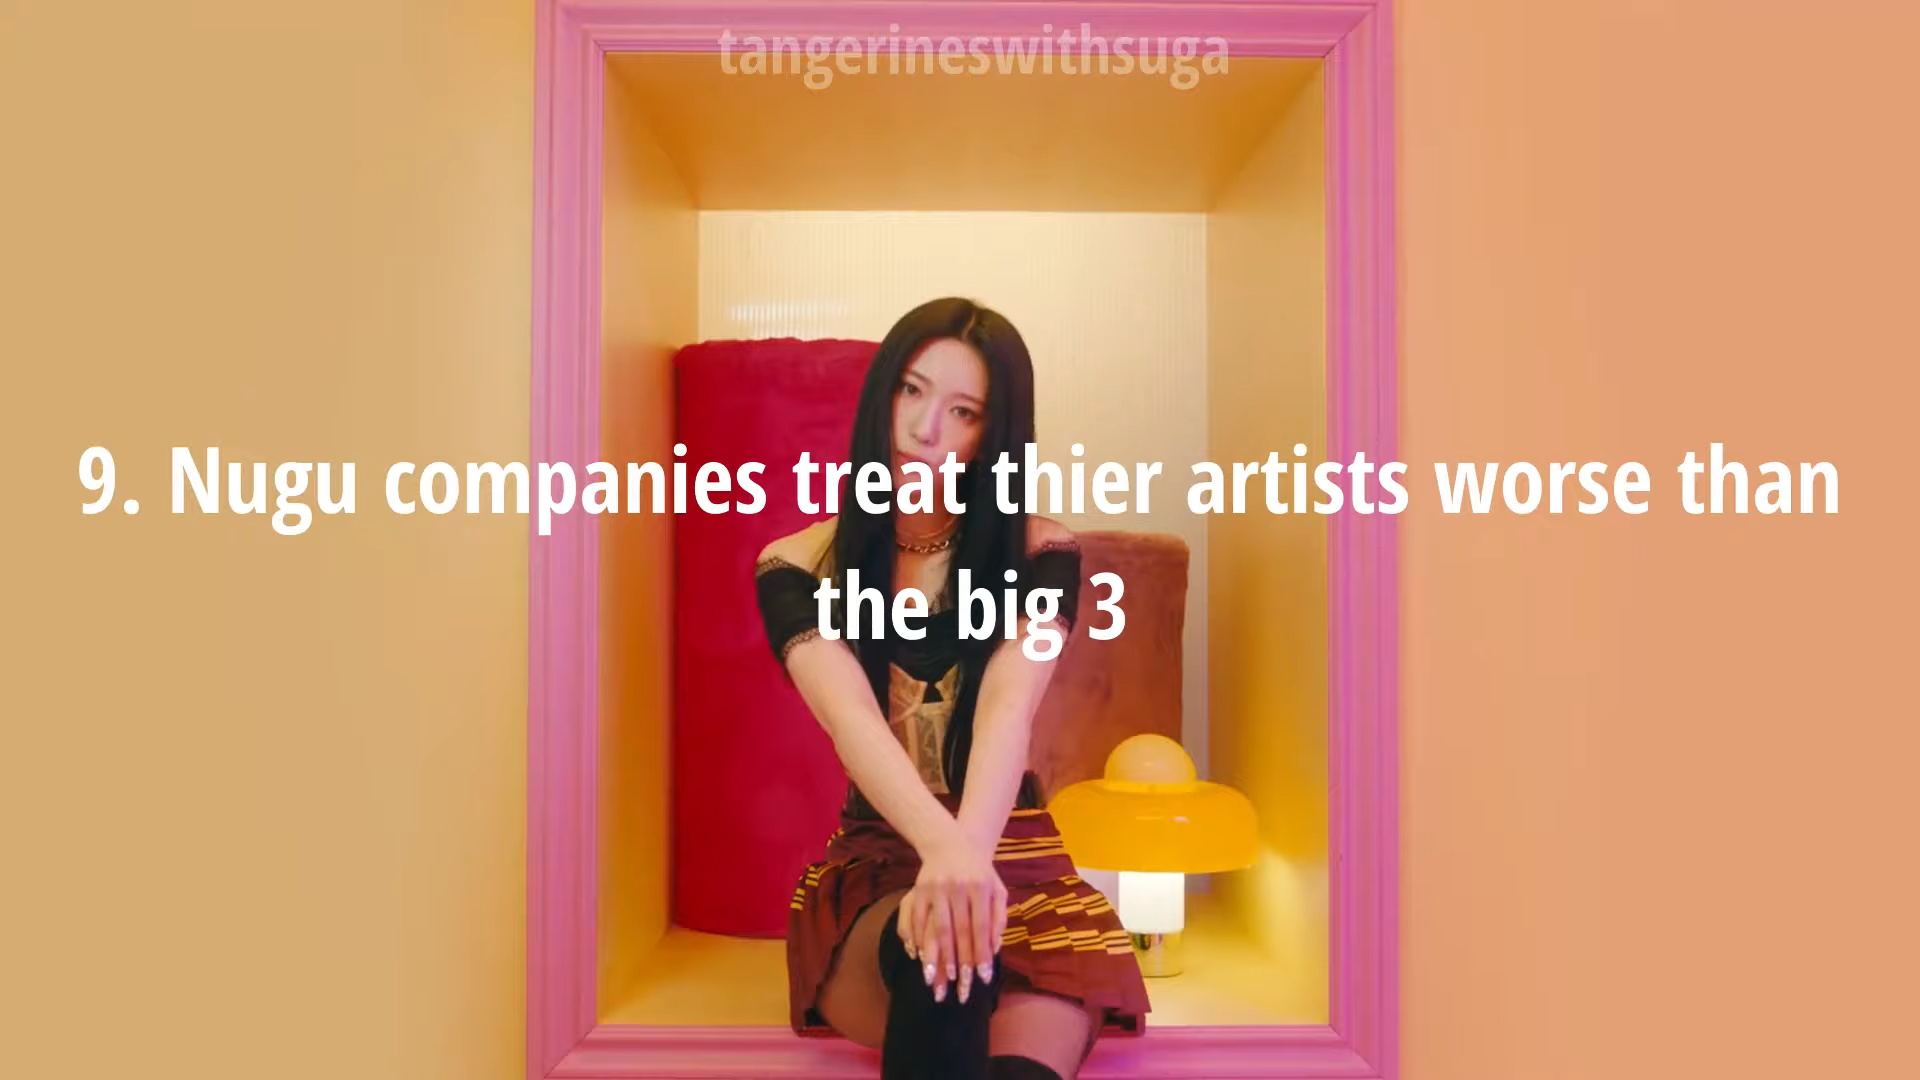 tangerineswithsuga
9. Nugu companies treat thier artists worse than
the big 3